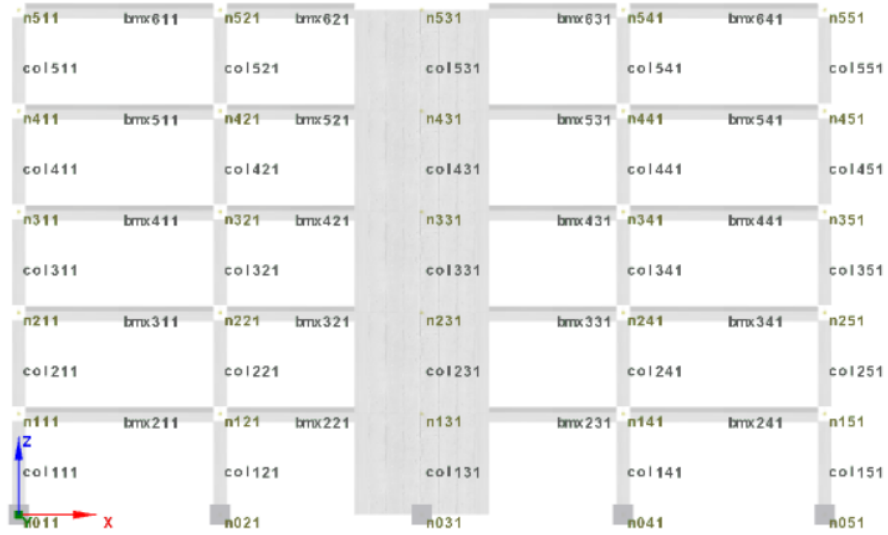 n511 bmx611 n521 bmx621 n531 bmx631 n541 bmx641 n551
col511 col521 col531 col541 col551
n411 bmx511 n421 bmx521 n431 bmx531 n441 bmx541 n451
col411 col421 col431 col441 col451
n311 bmx411 n321 bmx421 n331 bmx431 n341 bmx441 n351
col311 col321 col331 col341 col351
n211 bmx311 n221 bmx321 n231 bmx331 n241 bmx341 n251
col211 col221 col231 col241 col251
n111 bmx211 n121 bmx221 n131 bmx231 n141 bmx241 n151
Z
col111 col121 col131 col141 col151
Y n011 X n021 n031 n041 n051